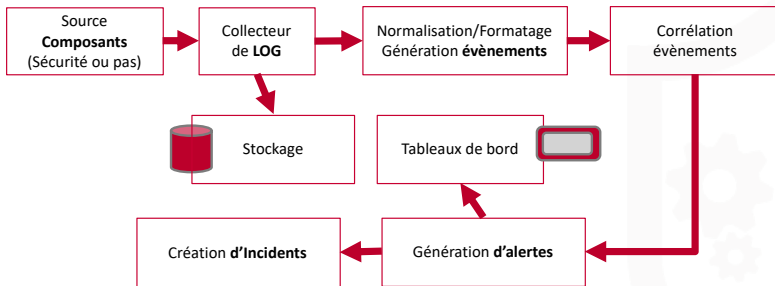 Source
Composants
(Sécurité ou pas)
Collecteur
de LOG
Normalisation/Formatage
Génération évènements
Corrélation
évènements
Stockage
Tableaux de bord
Création d'Incidents
Génération d'alertes